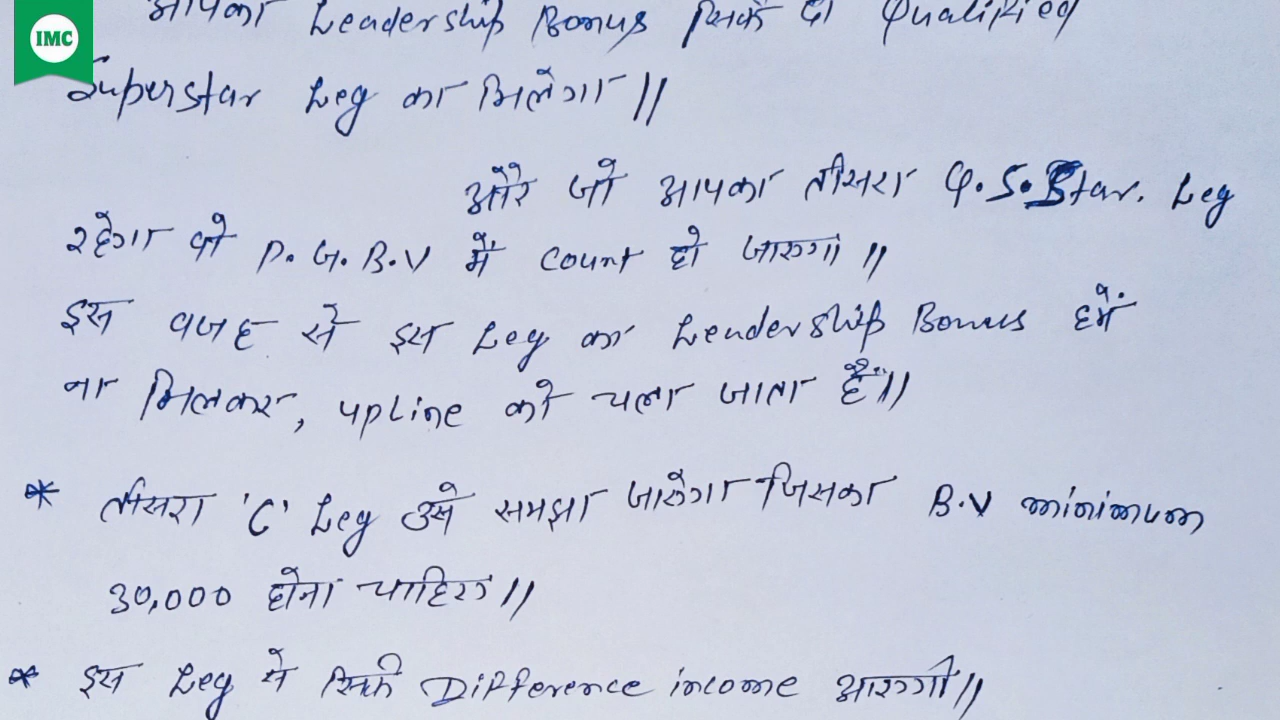 IMC
आपका Leadership Bonus सिर्फ दो Qualified
Superstar Leg का मिलेगा॥
और जो आपका तीसरा Q.S.Star. Leg
रहेगा वो P.G.B.V में count हो जाएगा॥
इस वजह से इस Leg का Leadership Bonus हमें
ना मिलकर, upLine को चला जाता है॥
* तीसरा 'C' Leg उसे समझा जाऐगा जिसका B.V minimum
30,000 होना चाहिए॥
* इस Leg से सिर्फ Difference income आएगी॥